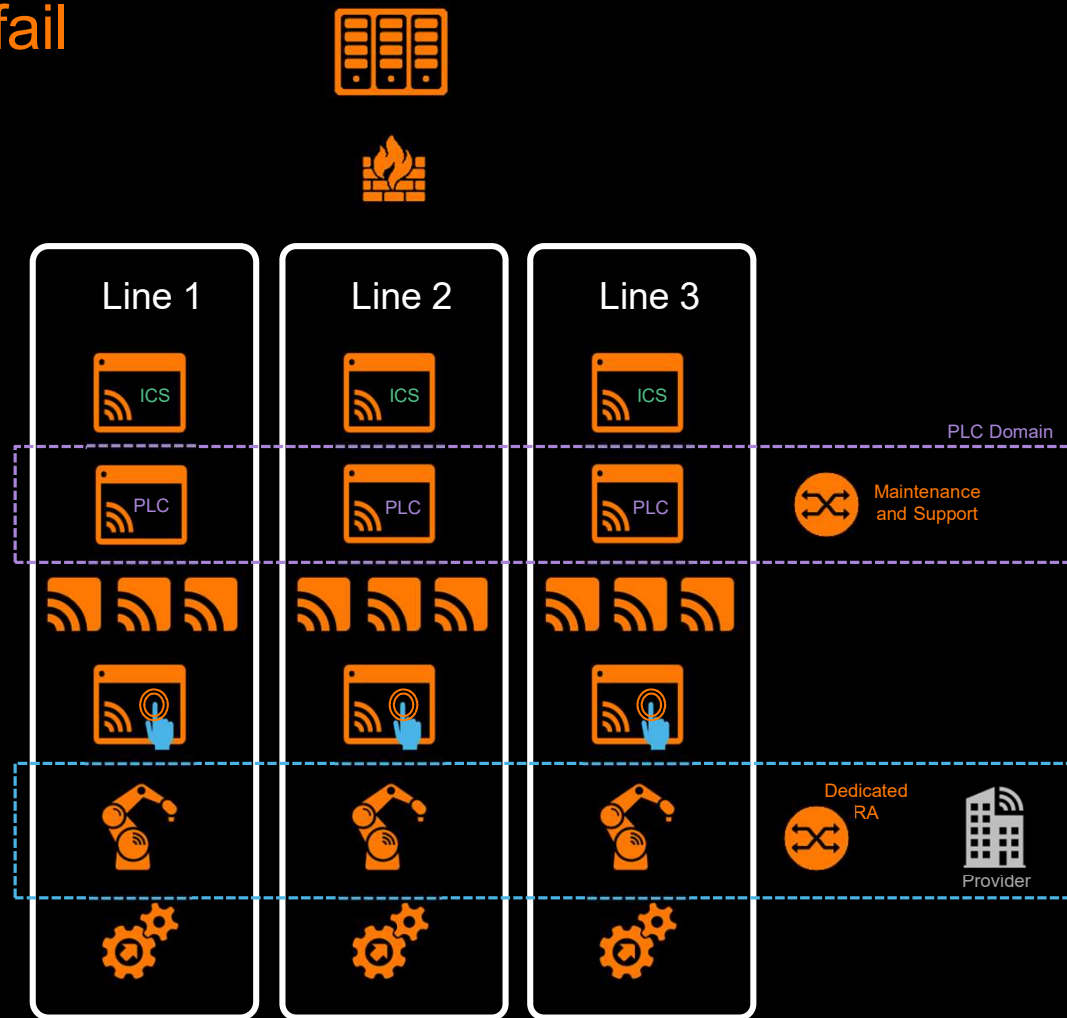 fail
Line 1
Line 2
Line 3
ICS
ICS
ICS
PLC Domain
PLC
PLC
PLC
Maintenance
and Support
Dedicated
RA
Provider